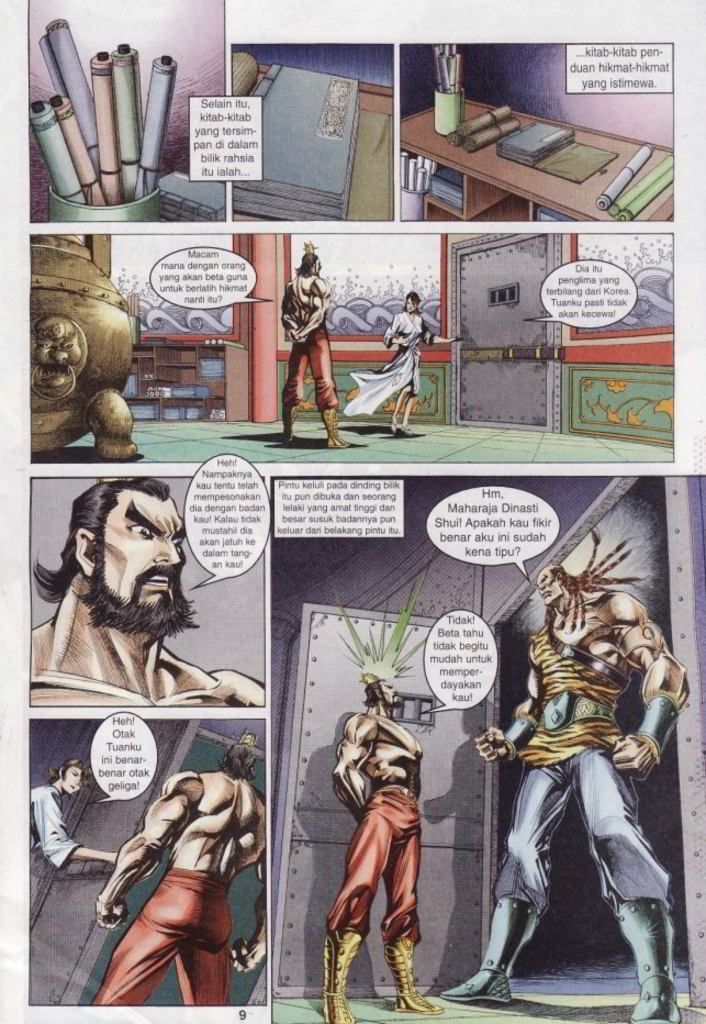 Selain itu,
kitab-kitab
yang tersim-
pan di dalam
bilik rahsia
itu ialah...
...kitab-kitab pen-
duan hikmat-hikmat
yang istimewa.
Macam
mana dengan orang
yang akan beta guna
untuk berlatih hikmat
nanti itu?
Dia itu
penglima yang
terbilang dari Korea.
Tuanku pasti tidak
akan kecewa!
Heh!
Nampaknya
kau tentu telah
mempesonakan
dia dengan badan
kau! Kalau tidak
mustahil dia
akan jatuh ke
dalam tang-
an kau!
Pintu keluli pada dinding bilik
itu pun dibuka dan seorang
lelaki yang amat tinggi dan
besar susuk badannya pun
keluar dari belakang pintu itu.
Hm,
Maharaja Dinasti
Shui! Apakah kau fikir
benar aku ini sudah
kena tipu?
Tidak!
Beta tahu
tidak begitu
mudah untuk
memper-
dayakan
kau!
Heh!
Otak
Tuanku
ini benar-
benar otak
geliga!
9